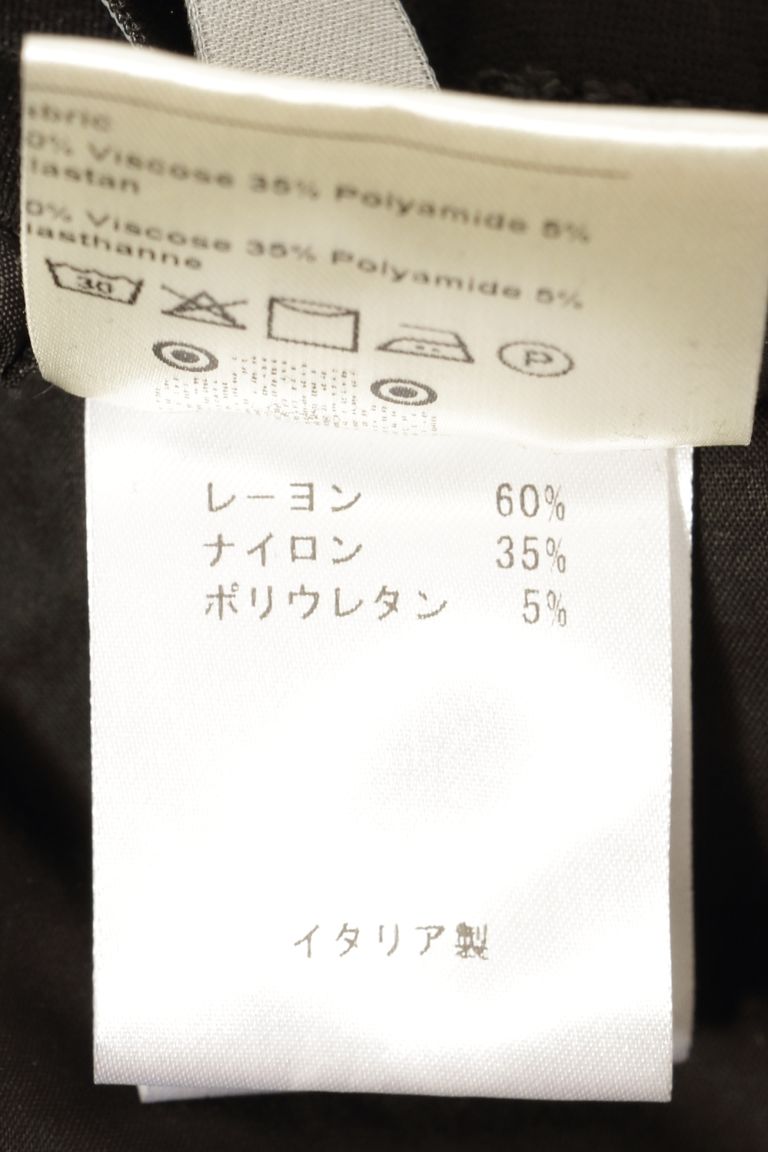 abric
0% Viscose 35% Polyamide 5%
lastan
0% Viscose 35% Polyamide 5%
lasthanne
30
P
レーヨン 60%
ナイロン 35%
ポリウレタン 5%
イタリア製